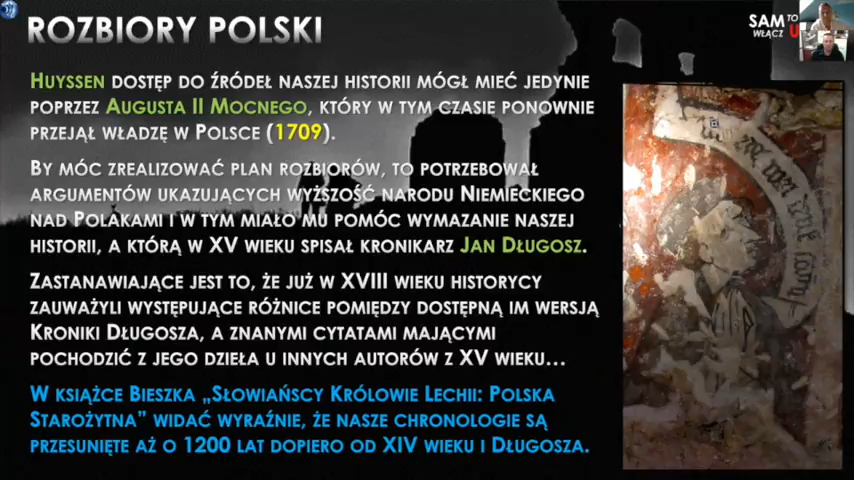 ROZBIORY POLSKI
SAM TO
WŁĄCZ U
HUYSSEN DOSTĘP DO ŹRÓDEŁ NASZEJ HISTORII MÓGŁ MIEĆ JEDYNIE
POPRZEZ AUGUSTA II MOCNEGO, KTÓRY W TYM CZASIE PONOWNIE
PRZEJĄŁ WŁADZĘ W POLSCE (1709).
BY MÓC ZREALIZOWAĆ PLAN ROZBIORÓW, TO POTRZEBOWAŁ
ARGUMENTÓW UKAZUJĄCYCH WYŻSZOŚĆ NARODU NIEMIECKIEGO
NAD POLAKAMI I W TYM MIAŁO MU POMÓC WYMAZANIE NASZEJ
HISTORII, A KTÓRĄ W XV WIEKU SPISAŁ KRONIKARZ JAN DŁUGOSZ.
ZASTANAWIAJĄCE JEST TO, ŻE JUŻ W XVIII WIEKU HISTORYCY
ZAUWAŻYLI WYSTĘPUJĄCE RÓŻNICE POMIĘDZY DOSTĘPNĄ IM WERSJĄ
KRONIKI DŁUGOSZA, A ZNANYMI CYTATAMI MAJĄCYMI
POCHODZIĆ Z JEGO DZIEŁA U INNYCH AUTORÓW Z XV WIEKU...
W KSIĄŻCE BIESZKA „SŁOWIAŃSCY KRÓLOWIE LECHII: POLSKA
STAROŻYTNA” WIDAĆ WYRAŹNIE, ŻE NASZE CHRONOLOGIE SĄ
PRZESUNIĘTE AŻ O 1200 LAT DOPIERO OD XIV WIEKU I DŁUGOSZA.